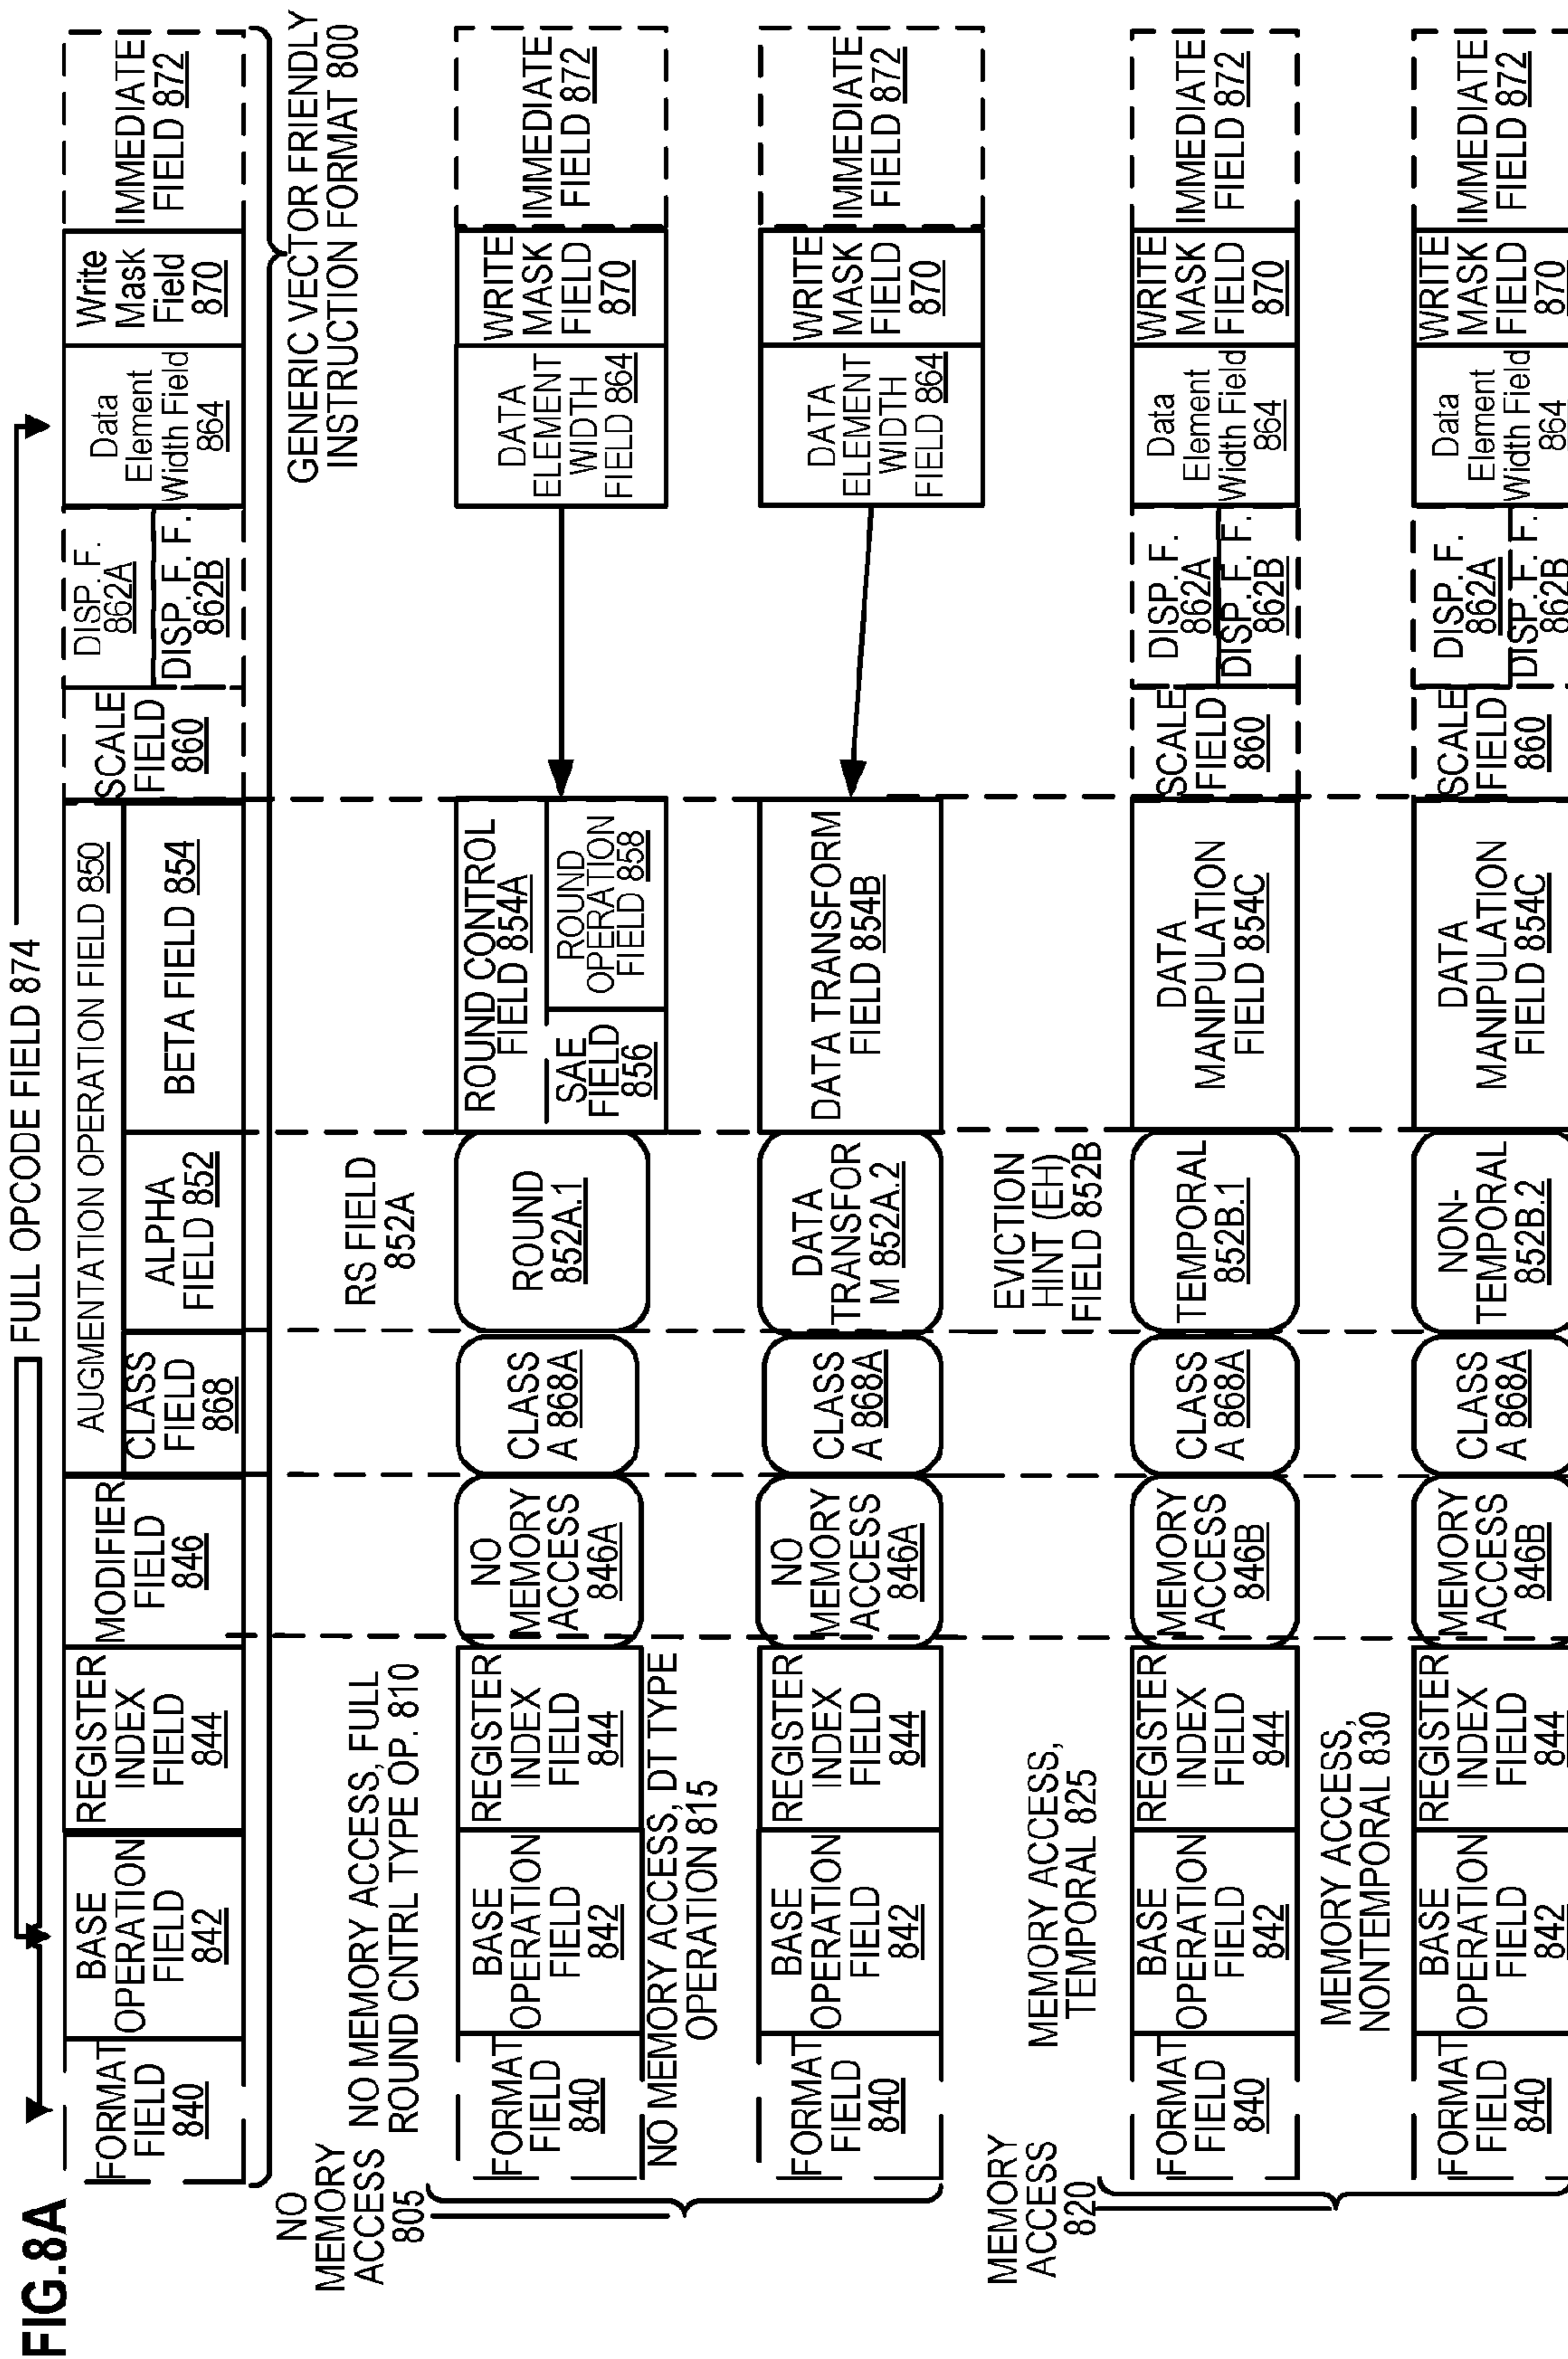 FIG.8A
FULL OPCODE FIELD 874
FORMAT
FIELD
840
BASE
OPERATION
FIELD
842
REGISTER
INDEX
FIELD
844
MODIFIER
FIELD
846
AUGMENTATION OPERATION FIELD 850
CLASS
FIELD
868
ALPHA
FIELD 852
BETA FIELD 854
SCALE
FIELD
860
DISP. F.
862A
DISP. F. F.
862B
Data
Element
Width Field
864
Write
Mask
Field
870
IMMEDIATE
FIELD 872
GENERIC VECTOR FRIENDLY
INSTRUCTION FORMAT 800
NO
MEMORY
ACCESS
805
NO MEMORY ACCESS, FULL
ROUND CNTRL TYPE OP. 810
RS FIELD
852A
FORMAT
FIELD
840
BASE
OPERATION
FIELD
842
REGISTER
INDEX
FIELD
844
NO
MEMORY
ACCESS
846A
CLASS
A 868A
ROUND
852A.1
ROUND CONTROL
FIELD 854A
SAE
FIELD
856
ROUND
OPERATION
FIELD 858
DATA
ELEMENT
WIDTH
FIELD 864
WRITE
MASK
FIELD
870
IMMEDIATE
FIELD 872
NO MEMORY ACCESS, DT TYPE
OPERATION 815
FORMAT
FIELD
840
BASE
OPERATION
FIELD
842
REGISTER
INDEX
FIELD
844
NO
MEMORY
ACCESS
846A
CLASS
A 868A
DATA
TRANSFOR
M 852A.2
DATA TRANSFORM
FIELD 854B
DATA
ELEMENT
WIDTH
FIELD 864
WRITE
MASK
FIELD
870
IMMEDIATE
FIELD 872
MEMORY
ACCESS
820
MEMORY ACCESS,
TEMPORAL 825
EVICTION
HINT (EH)
FIELD 852B
FORMAT
FIELD
840
BASE
OPERATION
FIELD
842
REGISTER
INDEX
FIELD
844
MEMORY
ACCESS
846B
CLASS
A 868A
TEMPORAL
852B.1
DATA
MANIPULATION
FIELD 854C
SCALE
FIELD
860
DISP. F.
862A
DISP. F. F.
862B
Data
Element
Width Field
864
WRITE
MASK
FIELD
870
IMMEDIATE
FIELD 872
MEMORY ACCESS,
NONTEMPORAL 830
FORMAT
FIELD
840
BASE
OPERATION
FIELD
842
REGISTER
INDEX
FIELD
844
MEMORY
ACCESS
846B
CLASS
A 868A
NON-
TEMPORAL
852B.2
DATA
MANIPULATION
FIELD 854C
SCALE
FIELD
860
DISP. F.
862A
DISP. F. F.
862B
Data
Element
Width Field
864
WRITE
MASK
FIELD
870
IMMEDIATE
FIELD 872